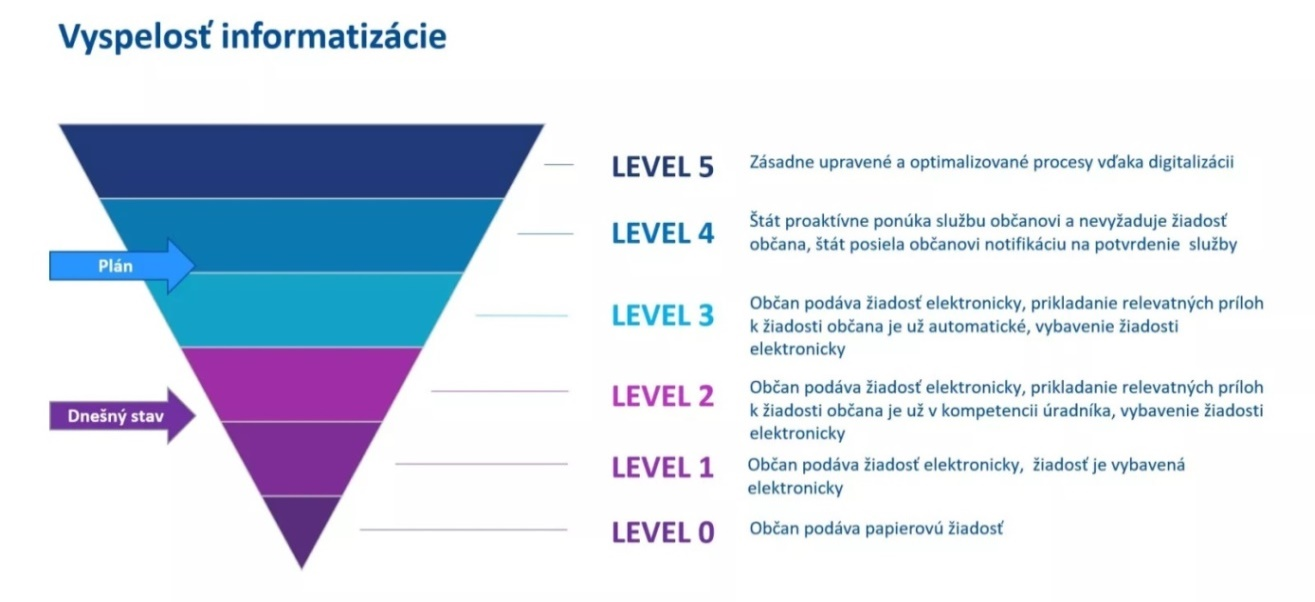 Vyspelosť informatizácie
LEVEL 5
Zásadne upravené a optimalizované procesy vďaka digitalizácii
LEVEL 4
Štát proaktívne ponúka službu občanovi a nevyžaduje žiadosť
občana, štát posiela občanovi notifikáciu na potvrdenie služby
Plán
LEVEL 3
Občan podáva žiadosť elektronicky, prikladanie relevatných príloh
k žiadosti občana je už automatické, vybavenie žiadosti
elektronicky
LEVEL 2
Občan podáva žiadosť elektronicky, prikladanie relevatných príloh
k žiadosti občana je už v kompetencii úradníka, vybavenie žiadosti
elektronicky
Dnešný stav
LEVEL 1
Občan podáva žiadosť elektronicky, žiadosť je vybavená
elektronicky
LEVEL 0
Občan podáva papierovú žiadosť